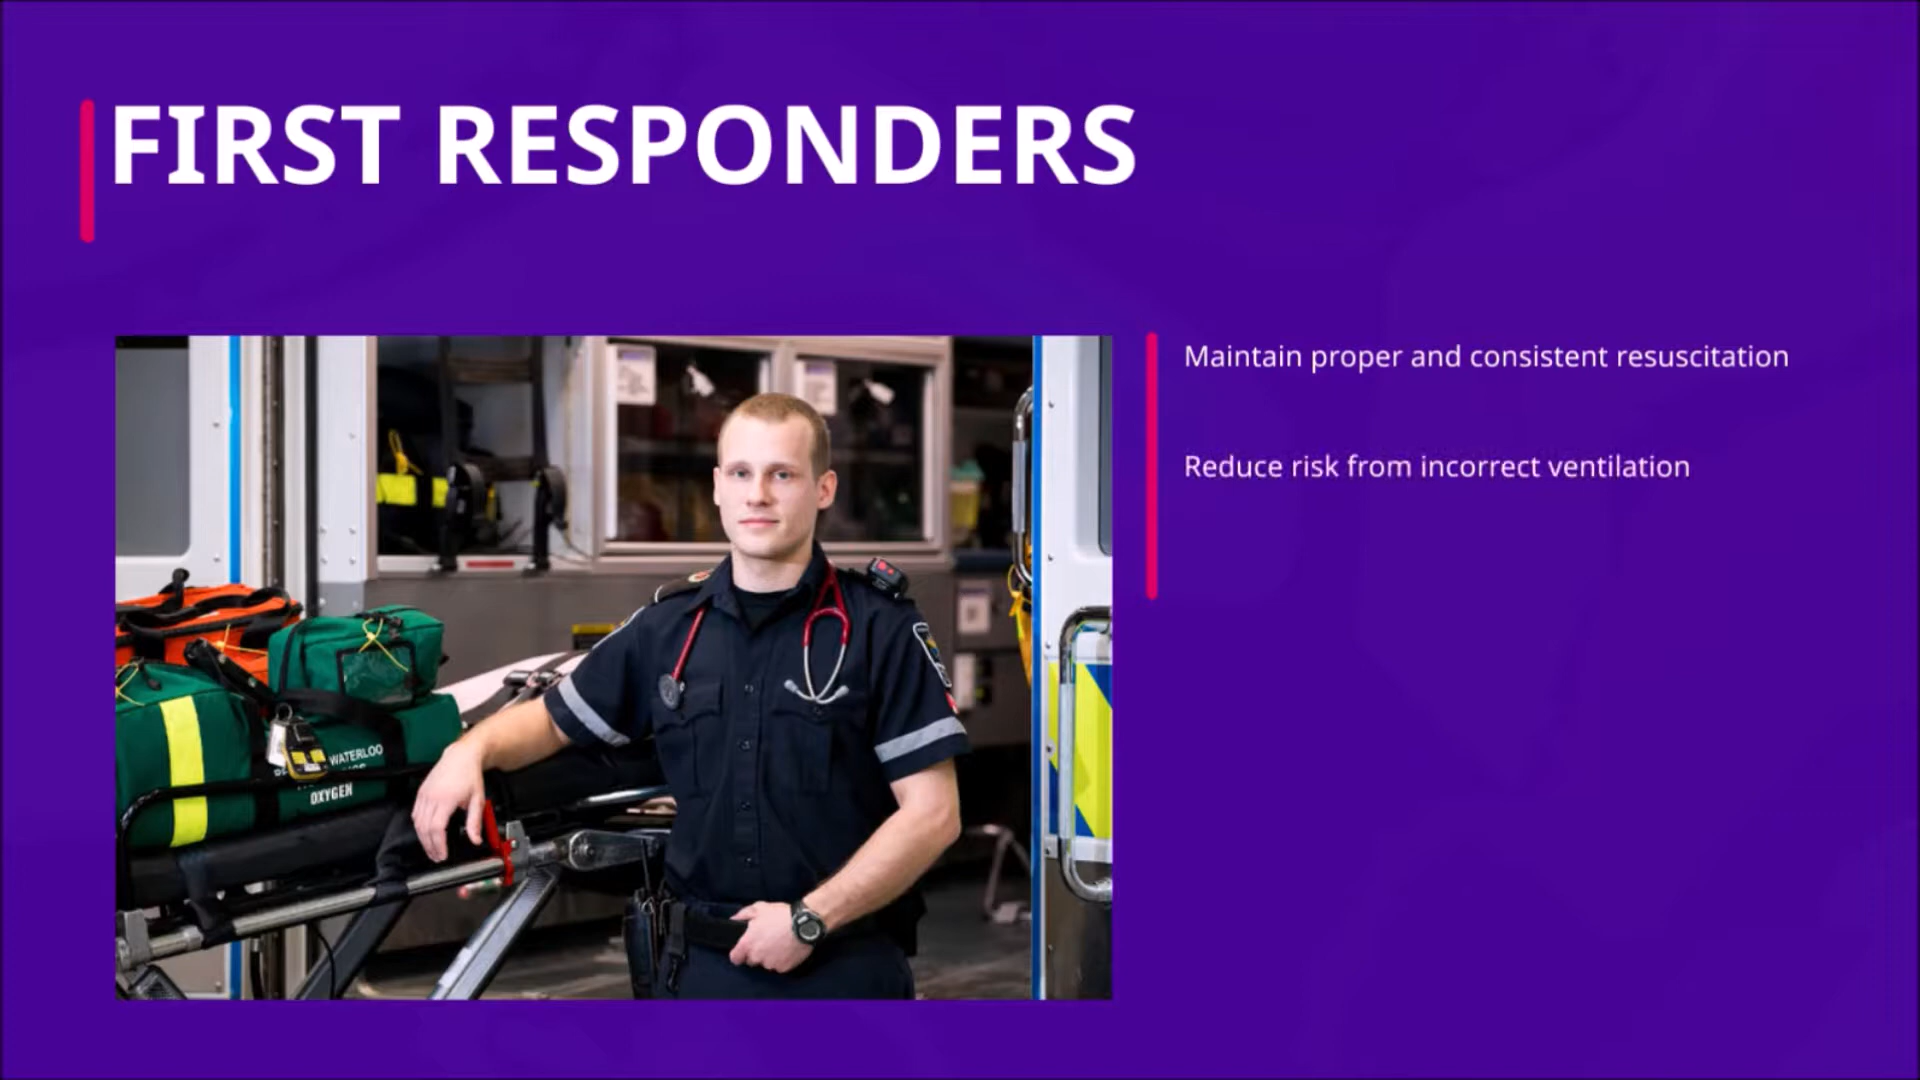 FIRST RESPONDERS
Maintain proper and consistent resuscitation
Reduce risk from incorrect ventilation
WATERLOO
OXYGEN